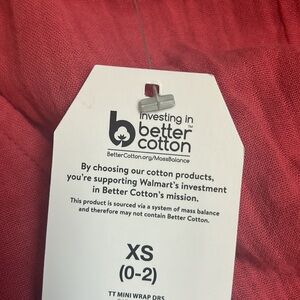 investing in
better™
cotton
BetterCotton.org/MassBalance
By choosing our cotton products,
you're supporting Walmart's investment
in Better Cotton's mission.
This product is sourced via a system of mass balance
and therefore may not contain Better Cotton.
XS
(0-2)
TT MINI WRAP DRS